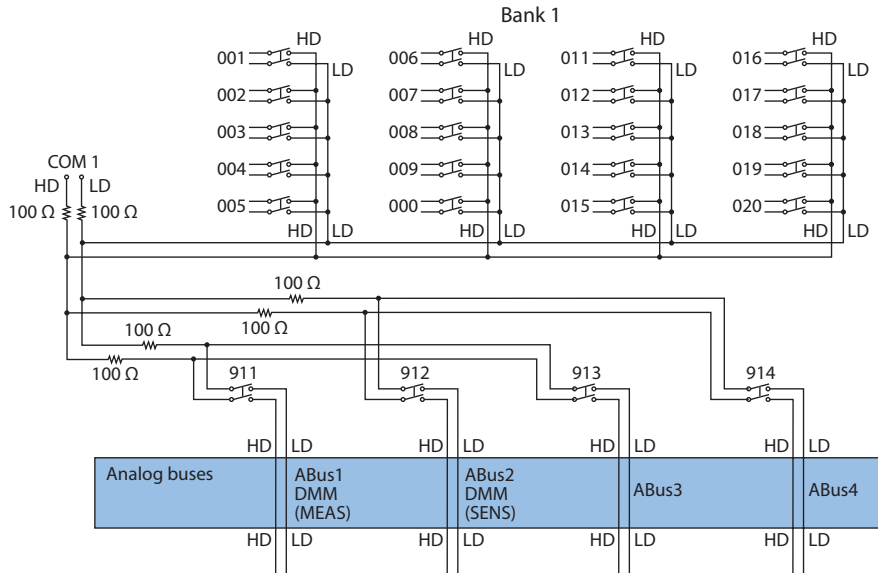 Bank 1
HD HD HD HD
001 LD 006 LD 011 LD 016 LD
002 007 012 017
003 008 013 018
COM 1
004 009 014 019
HD LD
100 Ω 100 Ω
005 000 015 020
HD LD HD LD HD LD HD LD
100 Ω
100 Ω
100 Ω
100 Ω
911 912 913 914
HD LD HD LD HD LD HD LD
Analog buses
ABus1
DMM
(MEAS)
ABus2
DMM
(SENS)
ABus3
ABus4
HD LD HD LD HD LD HD LD